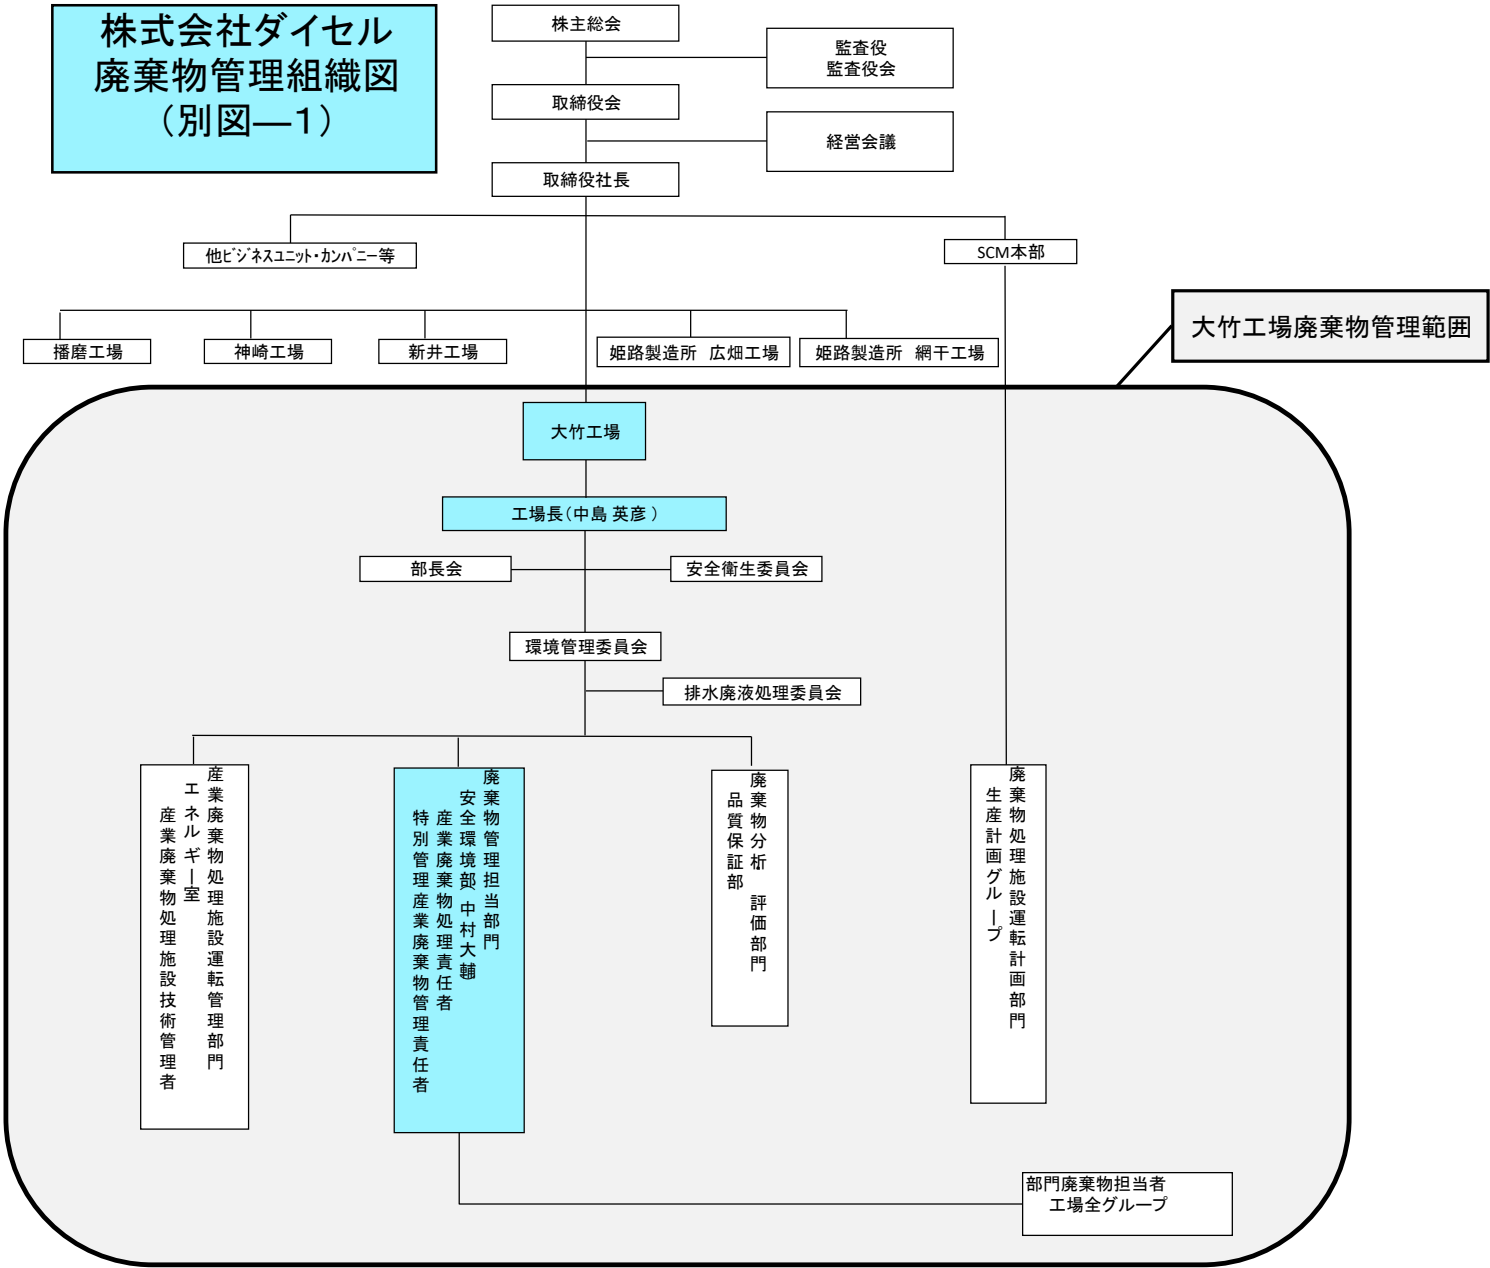 株式会社ダイセル
廃棄物管理組織図
（別図―１）
株主総会
監査役
監査役会
取締役会
経営会議
取締役社長
他ﾋﾞｼﾞﾈｽﾕﾆｯﾄ・ｶﾝﾊﾟﾆｰ等
SCM本部
大竹工場廃棄物管理範囲
播磨工場
神崎工場
新井工場
姫路製造所　広畑工場
姫路製造所　網干工場
大竹工場
工場長（中島 英彦 ）
部長会
安全衛生委員会
環境管理委員会
排水廃液処理委員会
産業廃棄物処理施設運転管理部門
エネルギー室
産業廃棄物処理施設技術管理者
廃棄物管理担当部門
安全環境部（中村大輔）
産業廃棄物処理責任者
特別管理産業廃棄物管理責任者
廃棄物分析・評価部門
品質保証部
廃棄物処理施設運転計画部門
生産計画グループ
部門廃棄物担当者
工場全グループ